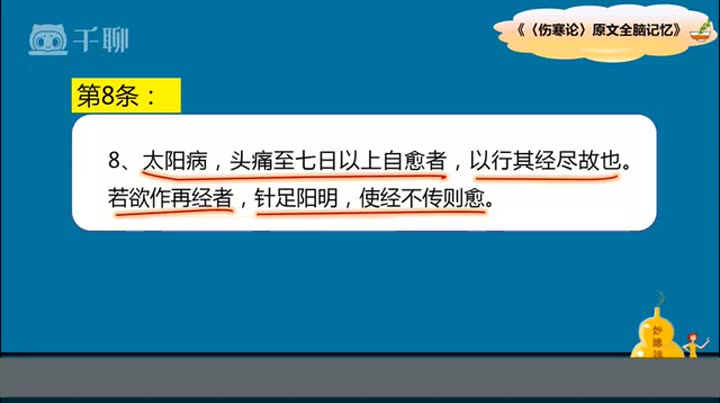 千聊
《〈伤寒论〉原文全脑记忆》
第8条：
8、太阳病，头痛至七日以上自愈者，以行其经尽故也。
若欲作再经者，针足阳明，使经不传则愈。
妙
缘